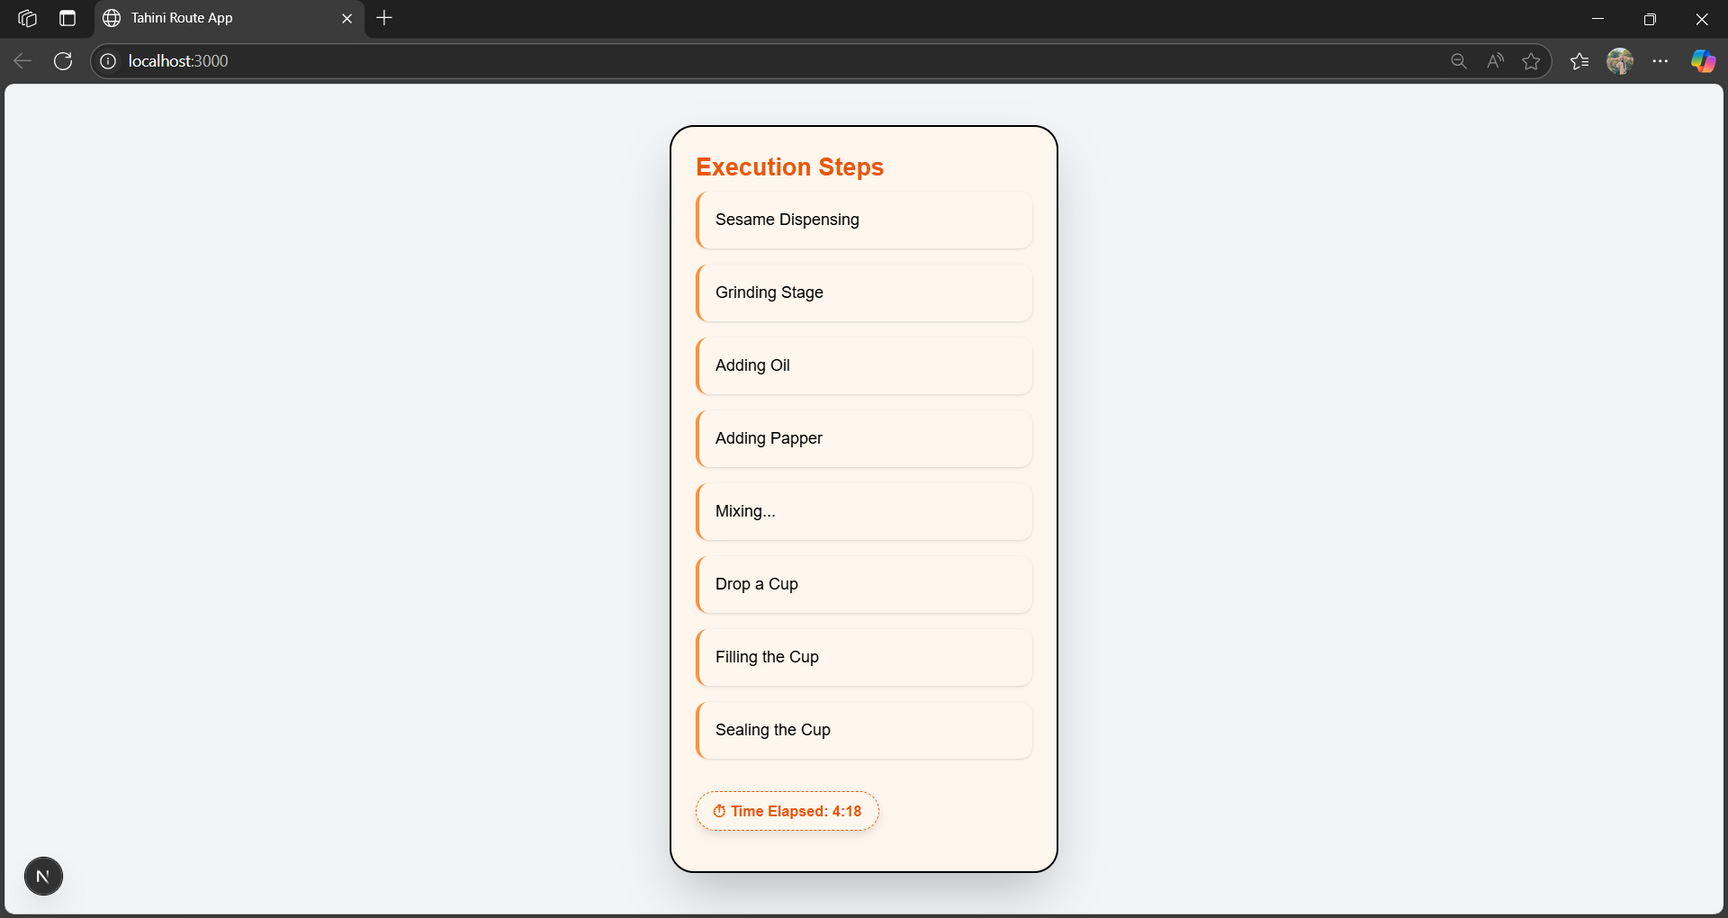 Tahini Route App
localhost:3000
Execution Steps
Sesame Dispensing
Grinding Stage
Adding Oil
Adding Papper
Mixing...
Drop a Cup
Filling the Cup
Sealing the Cup
⏱ Time Elapsed: 4:18
N